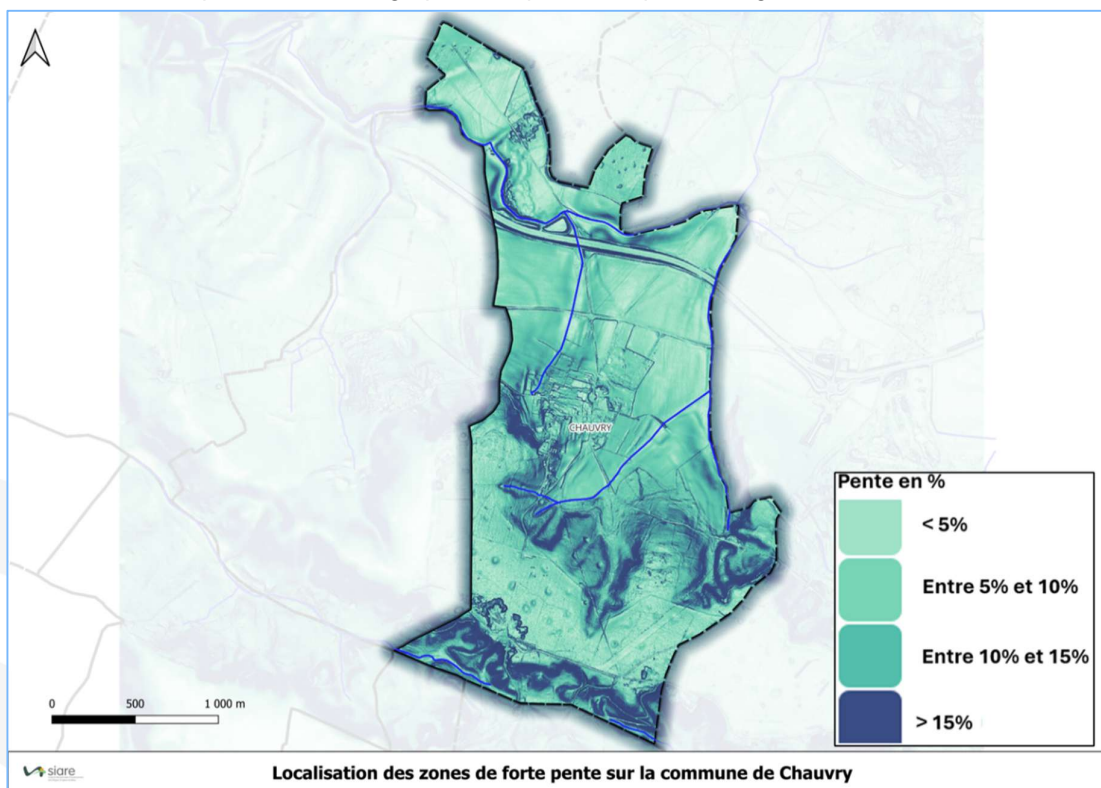 CHAUVRY
Pente en %
< 5%
Entre 5% et 10%
Entre 10% et 15%
> 15%
0 500 1 000 m
siare
Localisation des zones de forte pente sur la commune de Chauvry